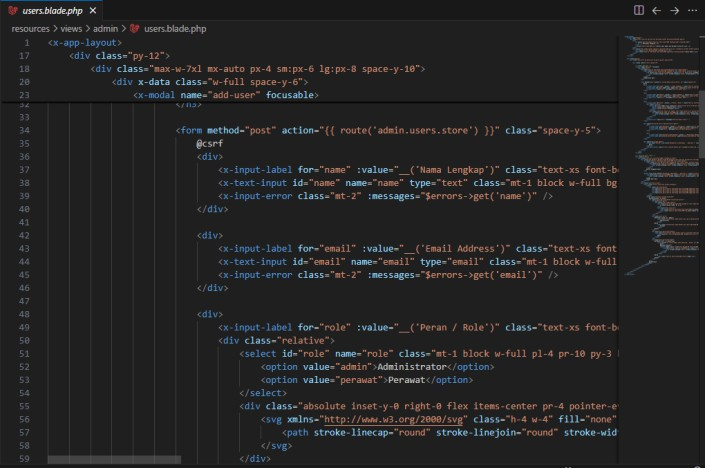 users.blade.php
resources > views > admin > users.blade.php
1 <x-app-layout>
17 <div class="py-12">
18 <div class="max-w-7xl mx-auto px-4 sm:px-6 lg:px-8 space-y-10">
20 <div x-data class="w-full space-y-6">
23 <x-modal name="add-user" focusable>
32 </h3>
33
34 <form method="post" action="{{ route('admin.users.store') }}" class="space-y-5">
35 @csrf
36 <div>
37 <x-input-label for="name" :value="__('Nama Lengkap')" class="text-xs font-b
38 <x-text-input id="name" name="name" type="text" class="mt-1 block w-full bg
39 <x-input-error class="mt-2" :messages="$errors->get('name')" />
40 </div>
41
42 <div>
43 <x-input-label for="email" :value="__('Email Address')" class="text-xs font
44 <x-text-input id="email" name="email" type="email" class="mt-1 block w-full
45 <x-input-error class="mt-2" :messages="$errors->get('email')" />
46 </div>
47
48 <div>
49 <x-input-label for="role" :value="__('Peran / Role')" class="text-xs font-b
50 <div class="relative">
51 <select id="role" name="role" class="mt-1 block w-full pl-4 pr-10 py-3
52 <option value="admin">Administrator</option>
53 <option value="perawat">Perawat</option>
54 </select>
55 <div class="absolute inset-y-0 right-0 flex items-center pr-4 pointer-e
56 <svg xmlns="http://www.w3.org/2000/svg" class="h-4 w-4" fill="none"
57 <path stroke-linecap="round" stroke-linejoin="round" stroke-wid
58 </svg>
59 </div>